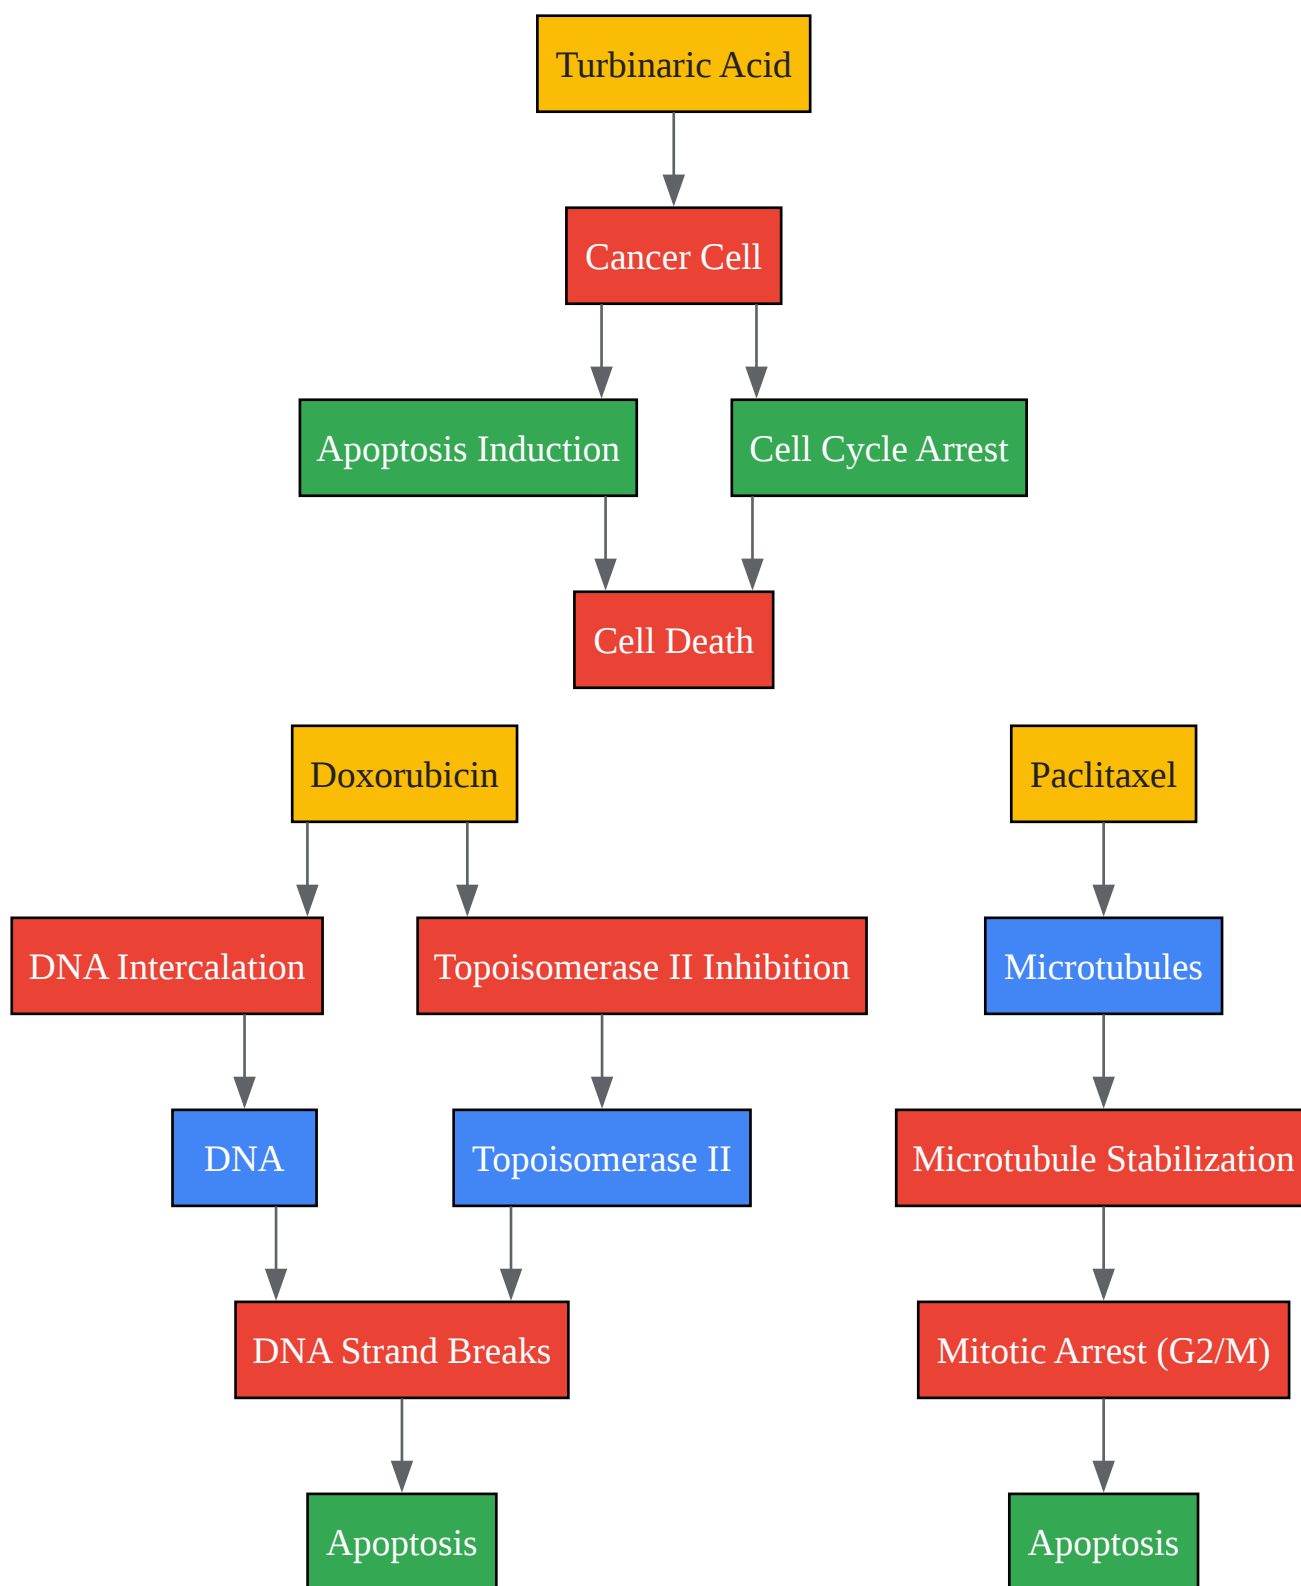 Turbinaric Acid
Cancer Cell
Apoptosis Induction
Cell Cycle Arrest
Cell Death
Doxorubicin
Paclitaxel
DNA Intercalation
Topoisomerase II Inhibition
Microtubules
DNA
Topoisomerase II
Microtubule Stabilization
DNA Strand Breaks
Mitotic Arrest (G2/M)
Apoptosis
Apoptosis